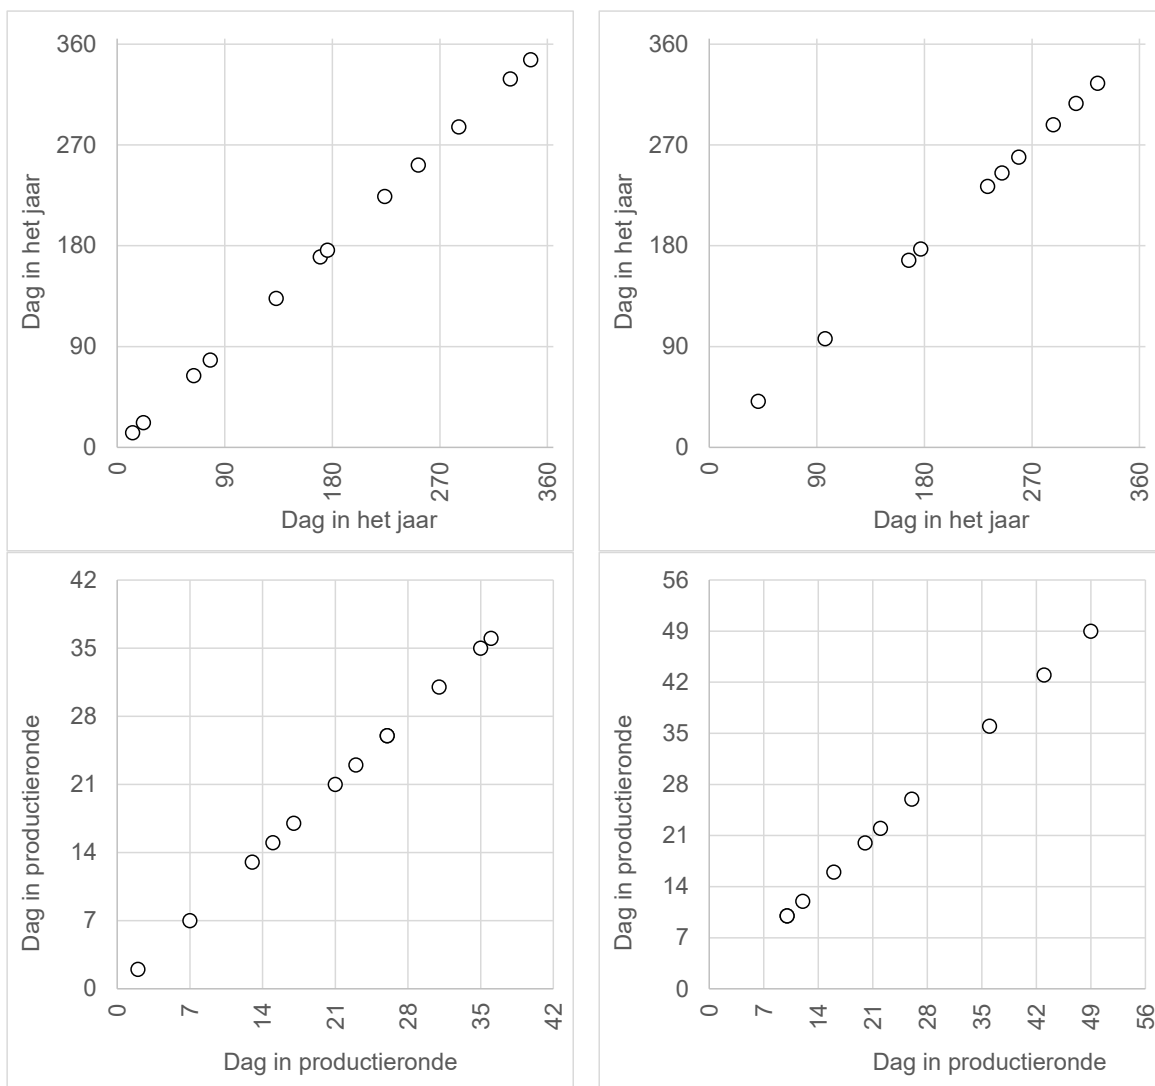 360
270
180
90
0
Dag in het jaar
0 90 180 270 360
Dag in het jaar
360
270
180
90
0
Dag in het jaar
0 90 180 270 360
Dag in het jaar
42
35
28
21
14
7
0
Dag in productieronde
0 7 14 21 28 35 42
Dag in productieronde
56
49
42
35
28
21
14
7
0
Dag in productieronde
0 7 14 21 28 35 42 49 56
Dag in productieronde